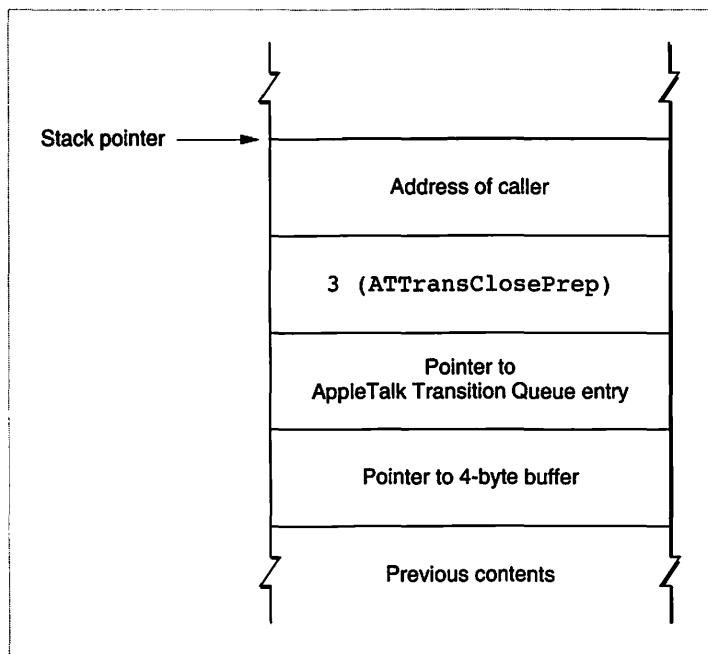 Stack pointer
Address of caller
3 (ATTransClosePrep)
Pointer to
AppleTalk Transition Queue entry
Pointer to 4-byte buffer
Previous contents